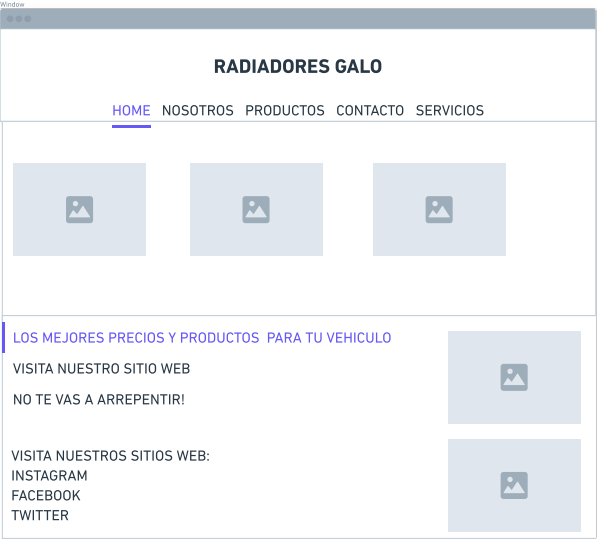 Window
RADIADORES GALO
HOME NOSOTROS PRODUCTOS CONTACTO SERVICIOS
LOS MEJORES PRECIOS Y PRODUCTOS PARA TU VEHICULO
VISITA NUESTRO SITIO WEB
NO TE VAS A ARREPENTIR!
VISITA NUESTROS SITIOS WEB:
INSTAGRAM
FACEBOOK
TWITTER